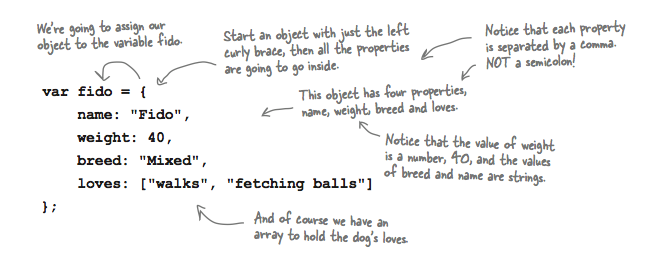 We're going to assign our
object to the variable fido.
Start an object with just the left
curly brace, then all the properties
are going to go inside.
Notice that each property
is separated by a comma.
NOT a semicolon!
var fido = {
name: "Fido",
weight: 40,
breed: "Mixed",
loves: ["walks", "fetching balls"]
};
This object has four properties,
name, weight, breed and loves.
Notice that the value of weight
is a number, 40, and the values
of breed and name are strings.
And of course we have an
array to hold the dog's loves.